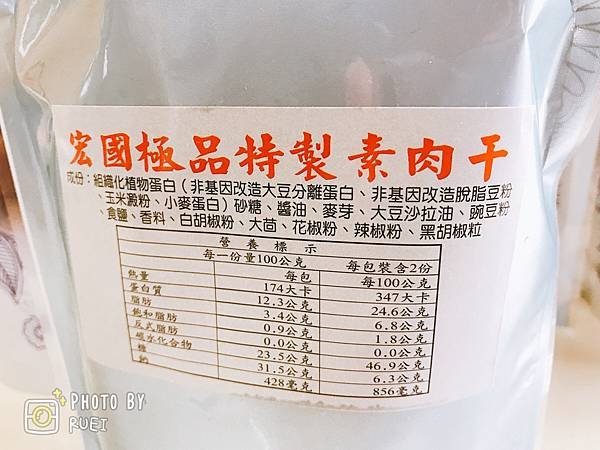 宏國極品特製素肉干
成份：組織化植物蛋白（非基因改造大豆分離蛋白、非基因改造脫脂豆粉
、玉米澱粉、小麥蛋白）砂糖、醬油、麥芽、大豆沙拉油、豌豆粉
、食鹽、香料、白胡椒粉、大茴、花椒粉、辣椒粉、黑胡椒粒
營養標示
每一份量100公克 每包裝含2份
每包 每100公克
熱量 174大卡 347大卡
蛋白質 12.3公克 24.6公克
脂肪 3.4公克 6.8公克
飽和脂肪 0.9公克 1.8公克
反式脂肪 0.0公克 0.0公克
碳水化合物 23.5公克 46.9公克
糖 31.5公克 6.3公克
鈉 428毫克 856毫克
PHOTO BY
RUEI